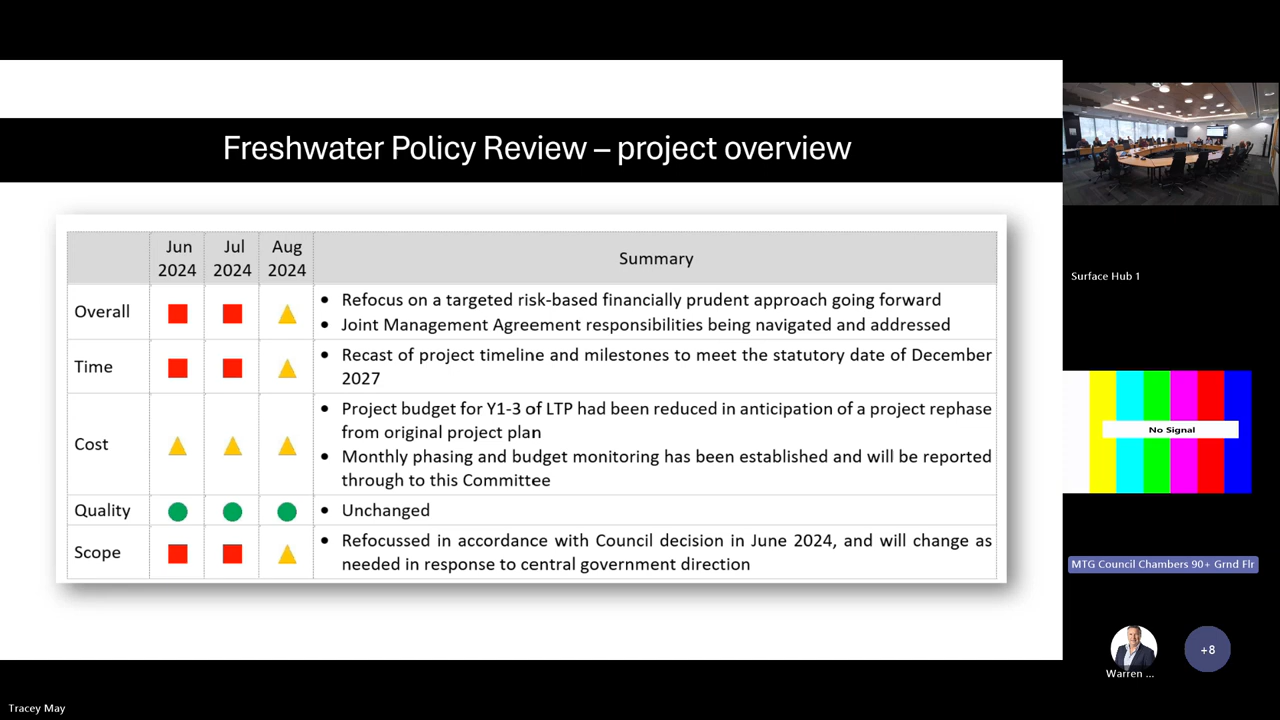 Freshwater Policy Review – project overview
Jun 2024
Jul 2024
Aug 2024
Summary
Overall
• Refocus on a targeted risk-based financially prudent approach going forward
• Joint Management Agreement responsibilities being navigated and addressed
Time
• Recast of project timeline and milestones to meet the statutory date of December
2027
Cost
• Project budget for Y1-3 of LTP had been reduced in anticipation of a project rephase
from original project plan
• Monthly phasing and budget monitoring has been established and will be reported
through to this Committee
Quality
• Unchanged
Scope
• Refocussed in accordance with Council decision in June 2024, and will change as
needed in response to central government direction
Surface Hub 1
No Signal
MTG Council Chambers 90+ Grnd Flr
Warren ...
+8
Tracey May